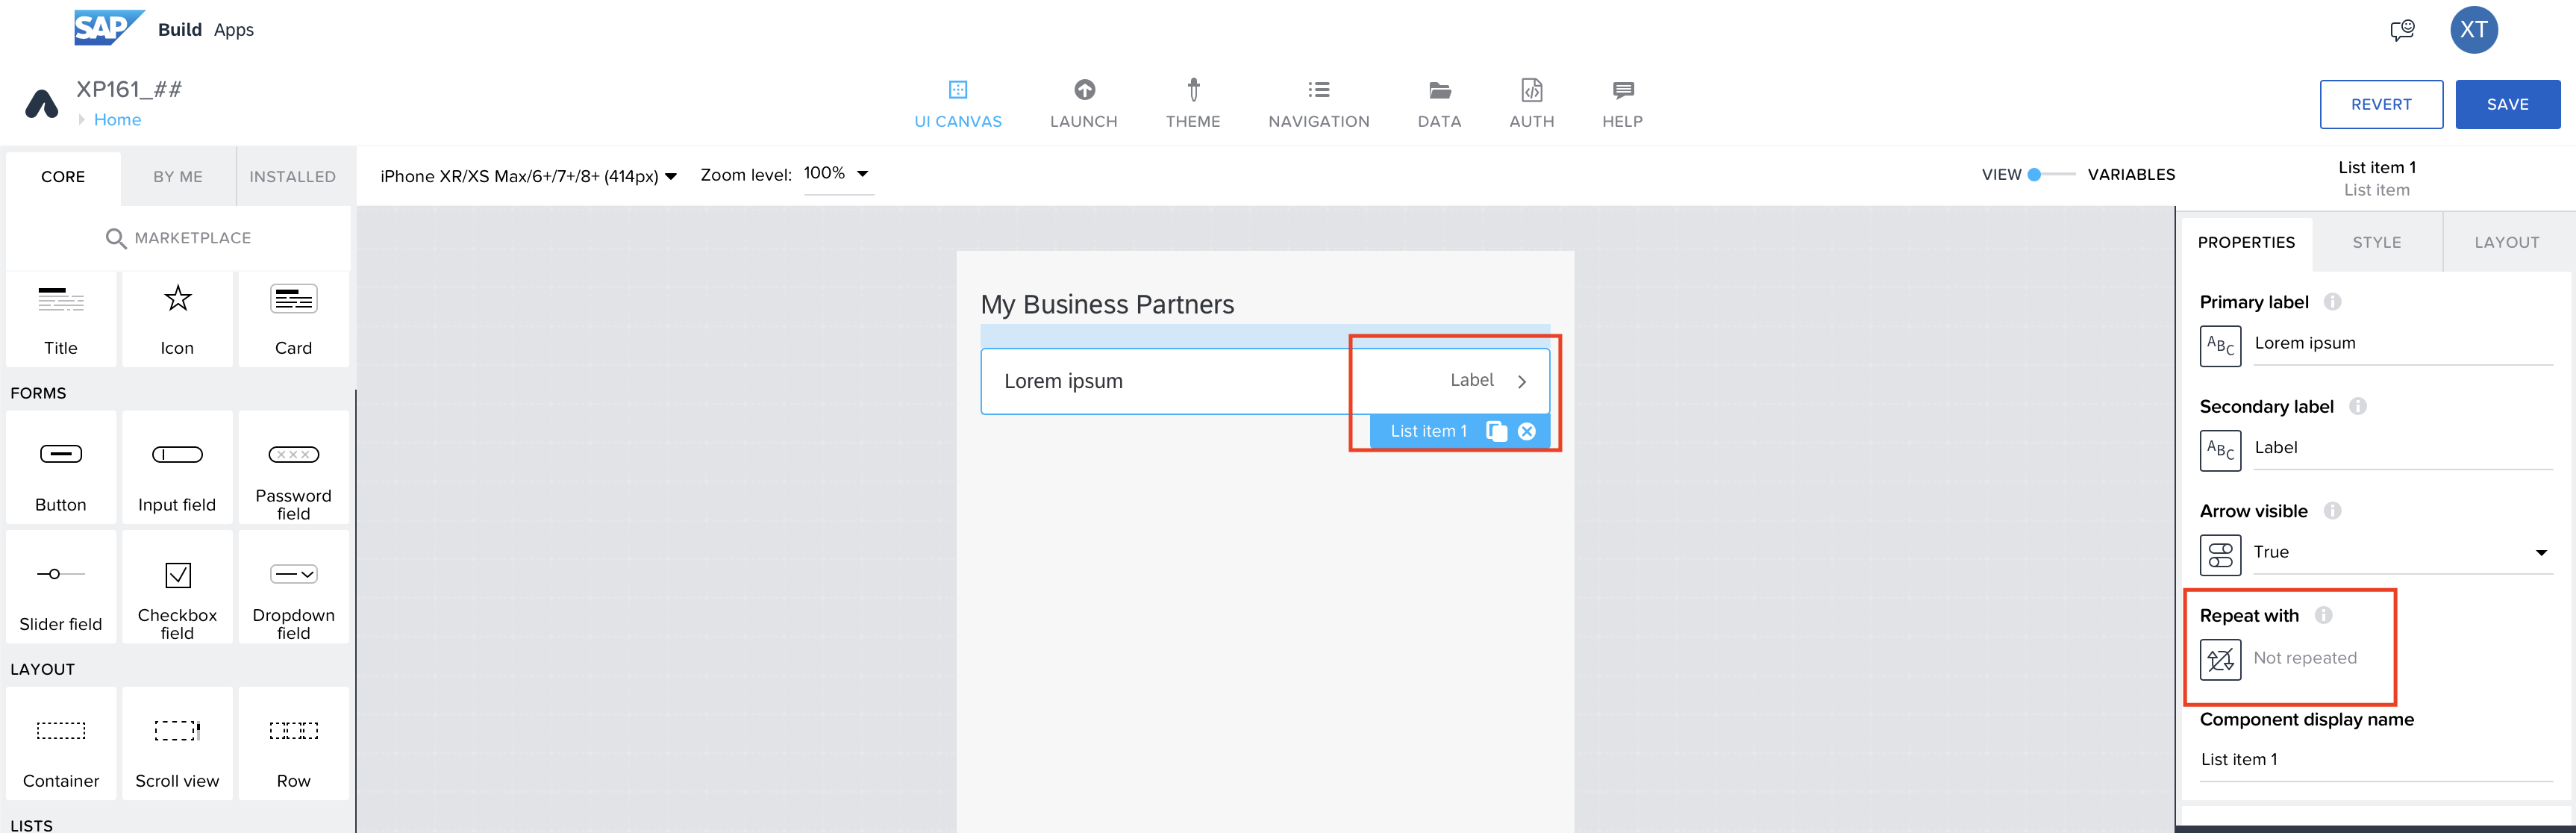 SAP Build Apps
XT
XP161_##
Home
UI CANVAS
LAUNCH
THEME
NAVIGATION
DATA
AUTH
HELP
REVERT
SAVE
CORE
BY ME
INSTALLED
iPhone XR/XS Max/6+/7+/8+ (414px)
Zoom level: 100%
VIEW
VARIABLES
List item 1
List item
MARKETPLACE
Title
Icon
Card
FORMS
Button
Input field
Password
field
Slider field
Checkbox
field
Dropdown
field
LAYOUT
Container
Scroll view
Row
LISTS
My Business Partners
Lorem ipsum
Label
List item 1
PROPERTIES
STYLE
LAYOUT
Primary label
ABC
Lorem ipsum
Secondary label
ABC
Label
Arrow visible
True
Repeat with
Not repeated
Component display name
List item 1